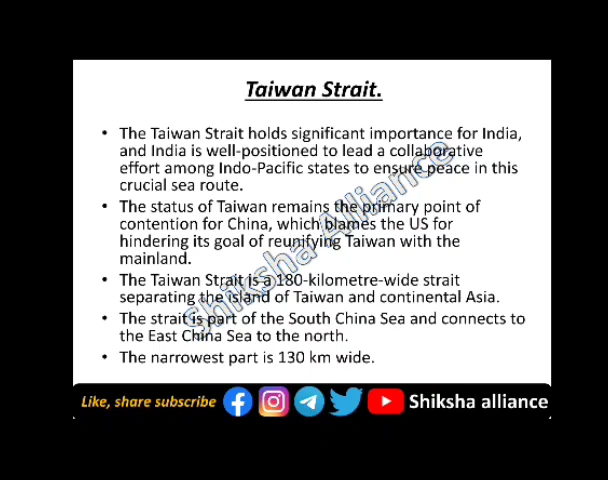 Taiwan Strait.
• The Taiwan Strait holds significant importance for India,
and India is well-positioned to lead a collaborative
effort among Indo-Pacific states to ensure peace in this
crucial sea route.
• The status of Taiwan remains the primary point of
contention for China, which blames the US for
hindering its goal of reunifying Taiwan with the
mainland.
• The Taiwan Strait is a 180-kilometre-wide strait
separating the island of Taiwan and continental Asia.
• The strait is part of the South China Sea and connects to
the East China Sea to the north.
• The narrowest part is 130 km wide.
Shiksha Alliance
Like, share subscribe Shiksha alliance